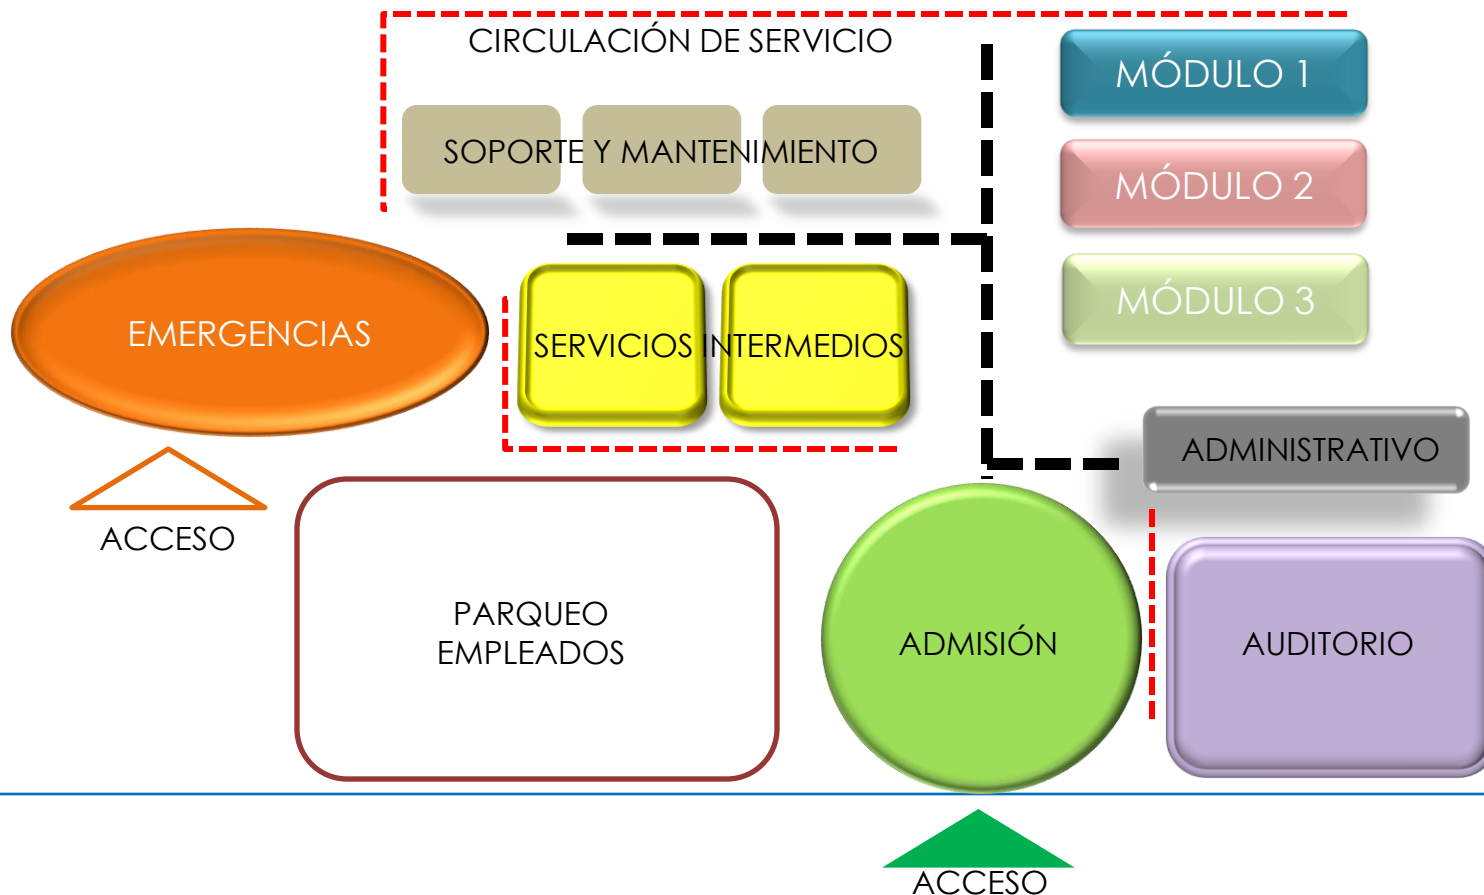 CIRCULACIÓN DE SERVICIO
MÓDULO 1
SOPORTE Y MANTENIMIENTO
MÓDULO 2
MÓDULO 3
EMERGENCIAS
SERVICIOS INTERMEDIOS
ADMINISTRATIVO
ACCESO
PARQUEO
EMPLEADOS
ADMISIÓN
AUDITORIO
ACCESO